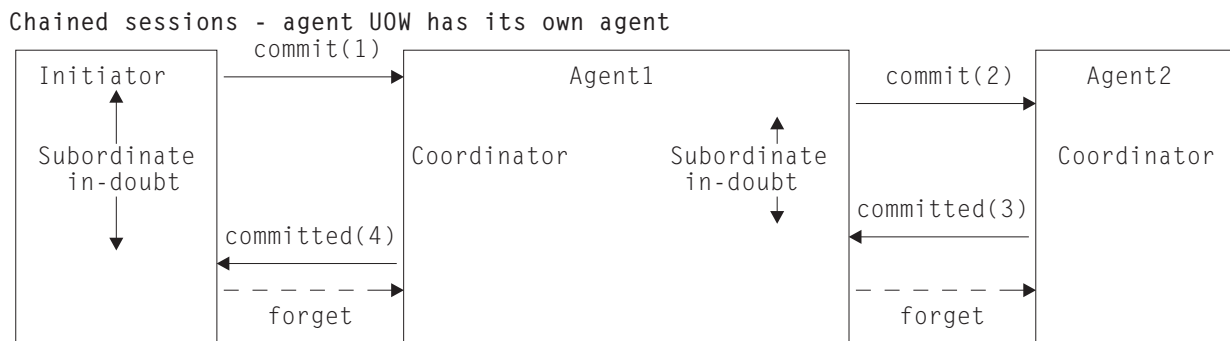 Chained sessions - agent UOW has its own agent
commit(1)
Initiator Agent1 commit(2) Agent2
Subordinate Coordinator Subordinate Coordinator
in-doubt in-doubt
committed(3)
committed(4)
forget forget